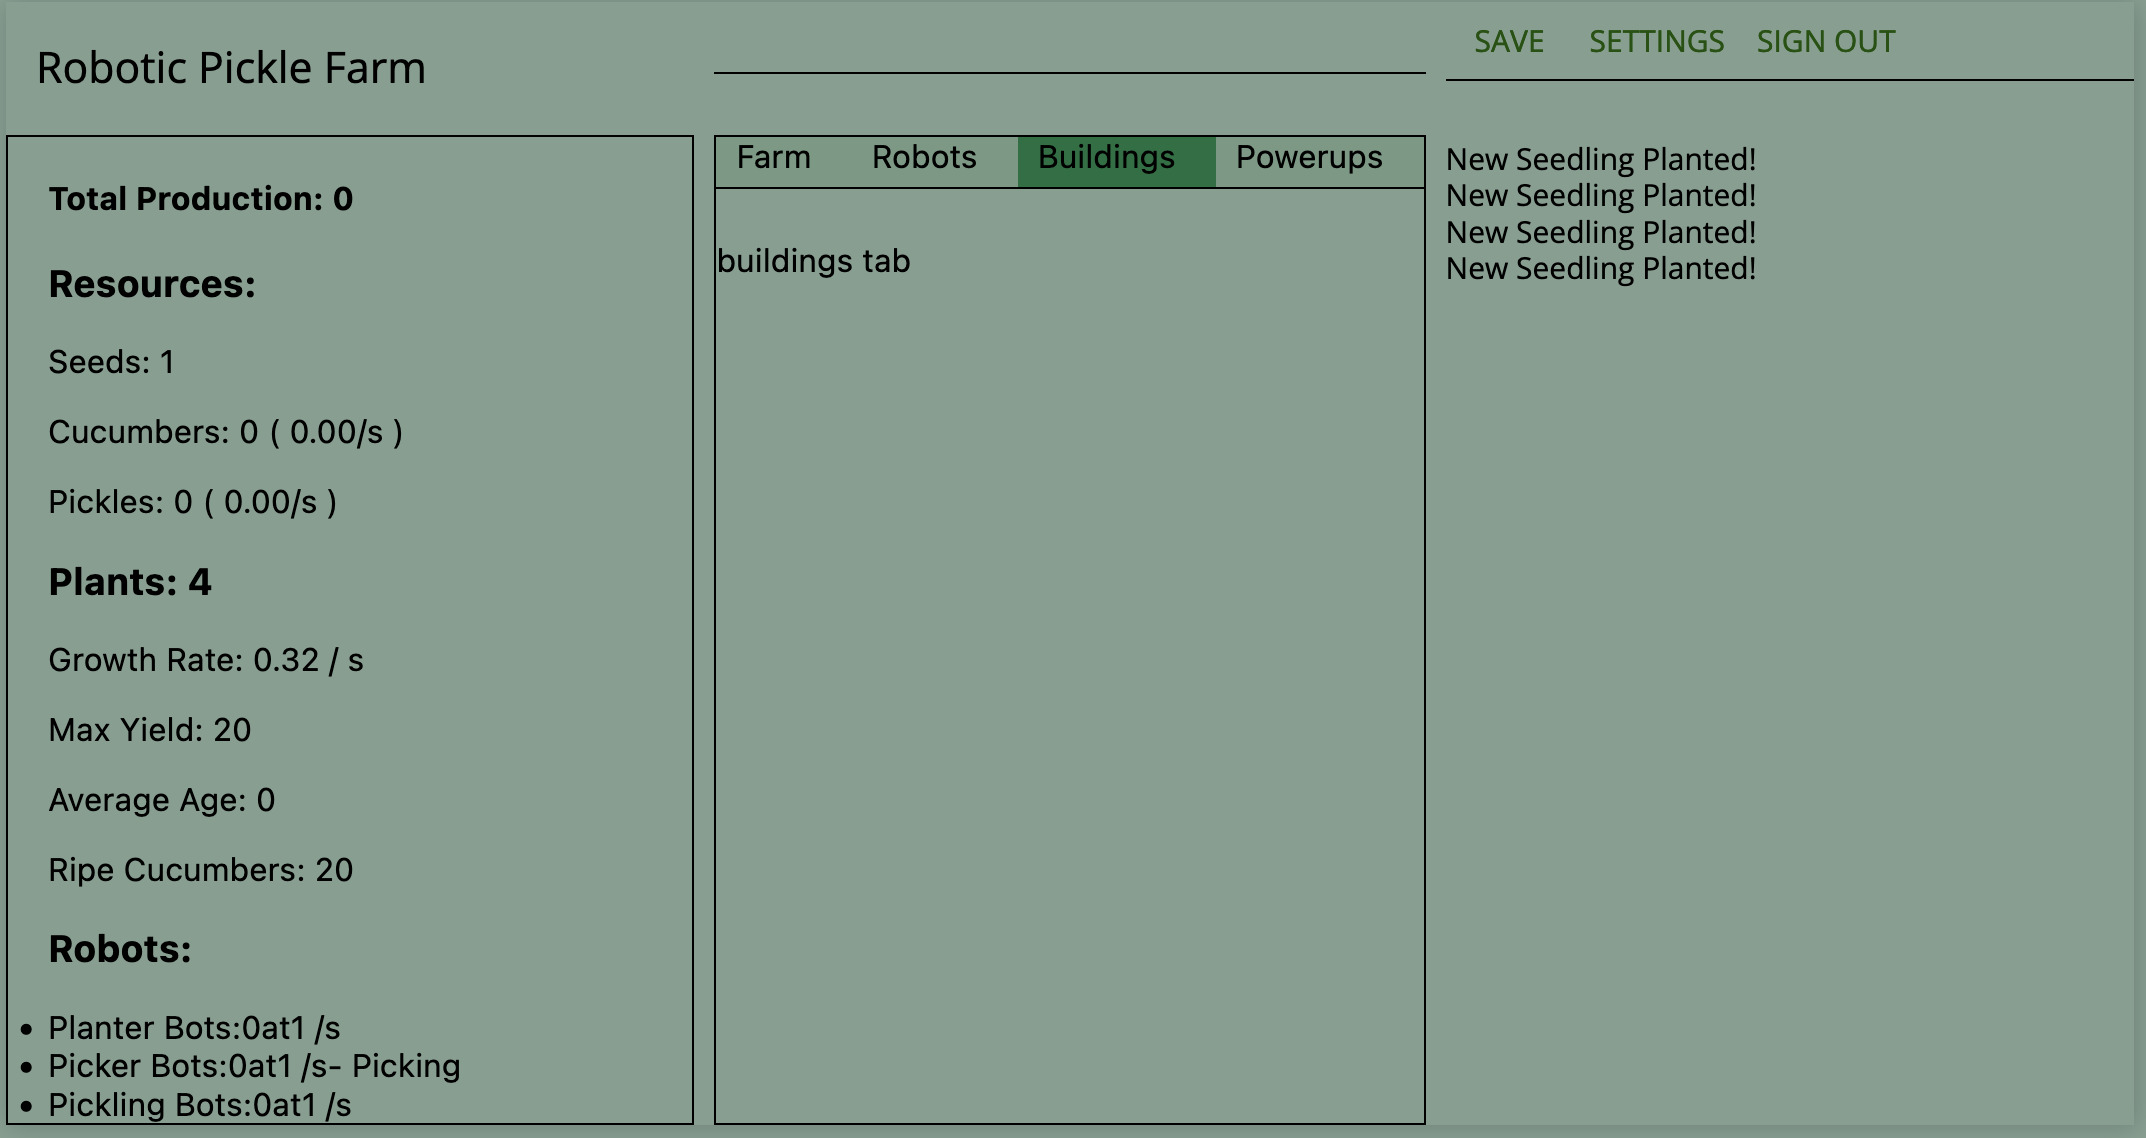 Robotic Pickle Farm
SAVE SETTINGS SIGN OUT
Total Production: 0
Resources:
Seeds: 1
Cucumbers: 0 ( 0.00/s )
Pickles: 0 ( 0.00/s )
Plants: 4
Growth Rate: 0.32 / s
Max Yield: 20
Average Age: 0
Ripe Cucumbers: 20
Robots:
• Planter Bots:0at1 /s
• Picker Bots:0at1 /s- Picking
• Pickling Bots:0at1 /s
Farm Robots Buildings Powerups
buildings tab
New Seedling Planted!
New Seedling Planted!
New Seedling Planted!
New Seedling Planted!